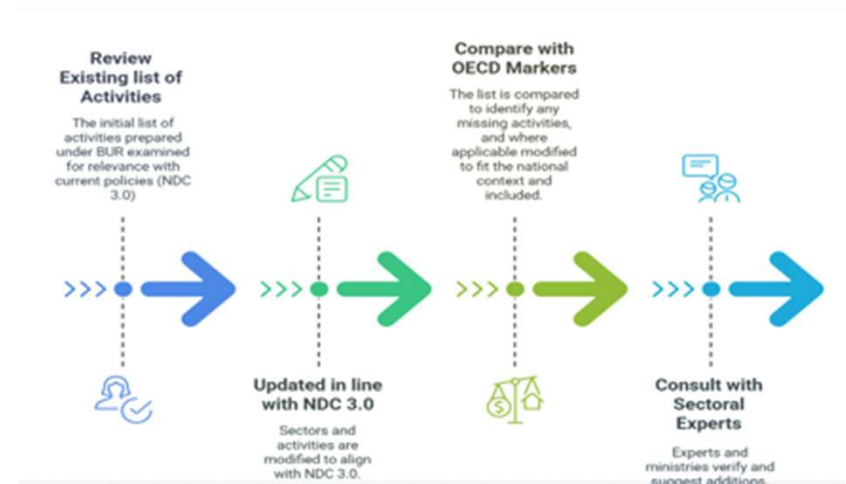 Review
Existing list of
Activities
The initial list of
activities prepared
under BUR examined
for relevance with
current policies (NDC
3.0)
Updated in line
with NDC 3.0
Sectors and
activities are
modified to align
with NDC 3.0.
Compare with
OECD Markers
The list is compared
to identify any
missing activities,
and where
applicable modified
to fit the national
context and
included.
Consult with
Sectoral
Experts
Experts and
ministries verify and
suggest additions.